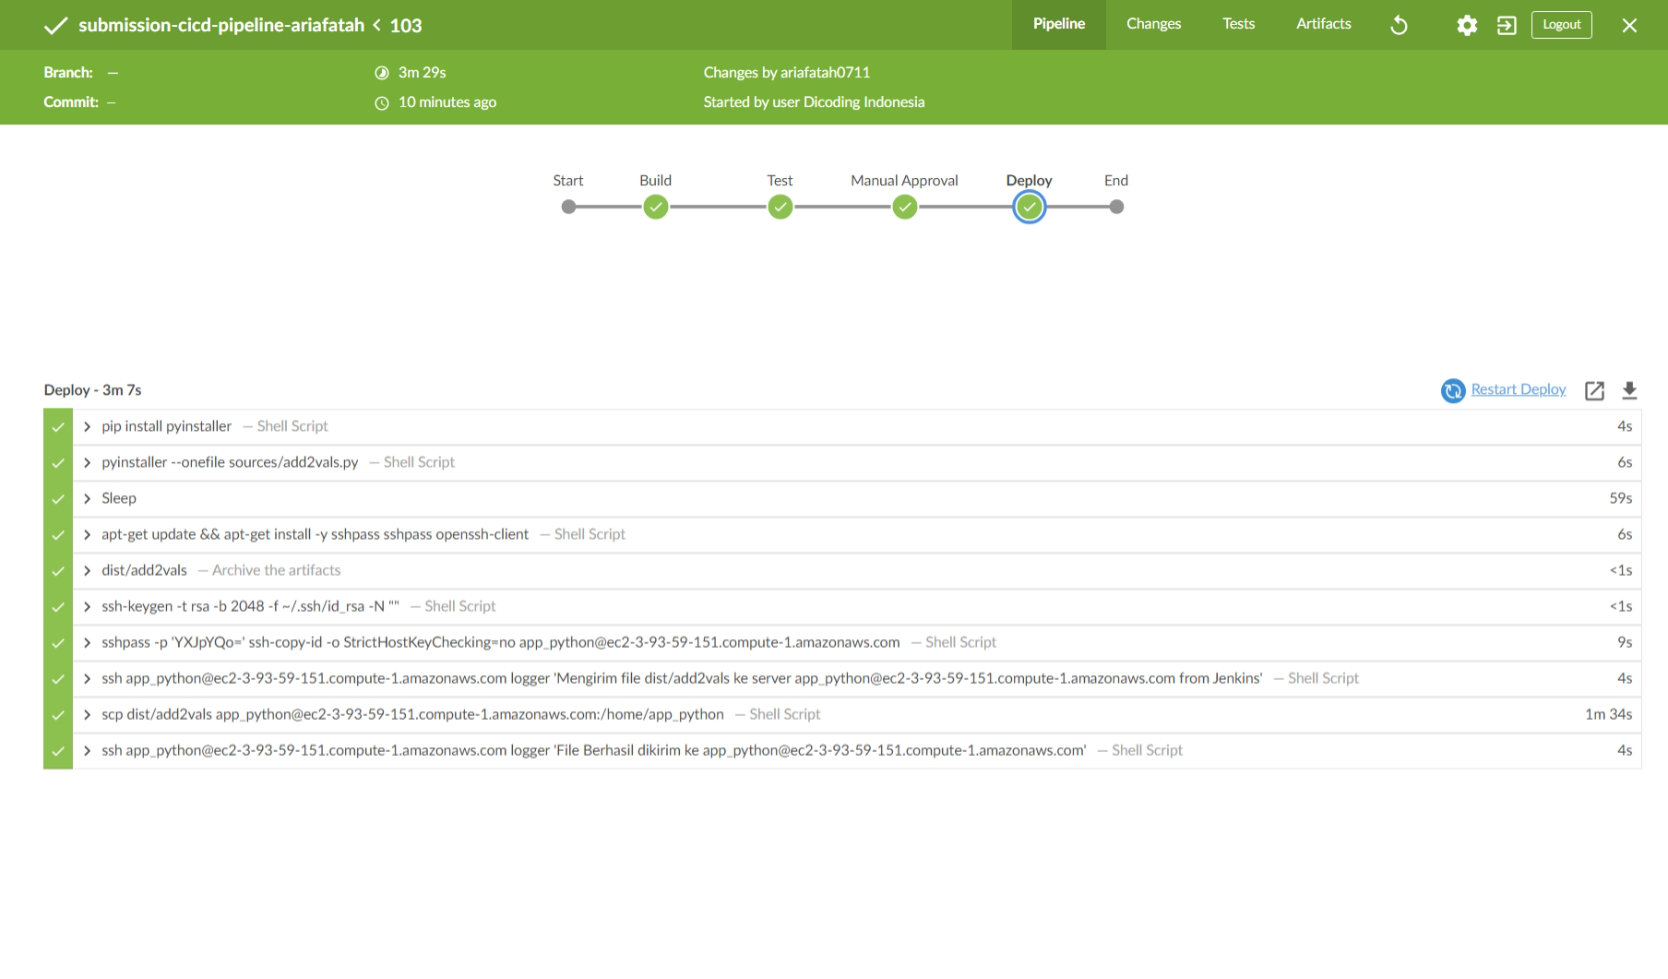 submission-cicd-pipeline-ariafatah < 103
Pipeline Changes Tests Artifacts Logout
Branch: — 3m 29s Changes by ariafatah0711
Commit: — 10 minutes ago Started by user Dicoding Indonesia
Start Build Test Manual Approval Deploy End
Deploy - 3m 7s Restart Deploy
pip install pyinstaller — Shell Script 4s
pyinstaller --onefile sources/add2vals.py — Shell Script 6s
Sleep 59s
apt-get update && apt-get install -y sshpass sshpass openssh-client — Shell Script 6s
dist/add2vals — Archive the artifacts <1s
ssh-keygen -t rsa -b 2048 -f ~/.ssh/id_rsa -N "" — Shell Script <1s
sshpass -p 'YXJpYQo=' ssh-copy-id -o StrictHostKeyChecking=no app_python@ec2-3-93-59-151.compute-1.amazonaws.com — Shell Script 9s
ssh app_python@ec2-3-93-59-151.compute-1.amazonaws.com logger 'Mengirim file dist/add2vals ke server app_python@ec2-3-93-59-151.compute-1.amazonaws.com from Jenkins' — Shell Script 4s
scp dist/add2vals app_python@ec2-3-93-59-151.compute-1.amazonaws.com:/home/app_python — Shell Script 1m 34s
ssh app_python@ec2-3-93-59-151.compute-1.amazonaws.com logger 'File Berhasil dikirim ke app_python@ec2-3-93-59-151.compute-1.amazonaws.com' — Shell Script 4s